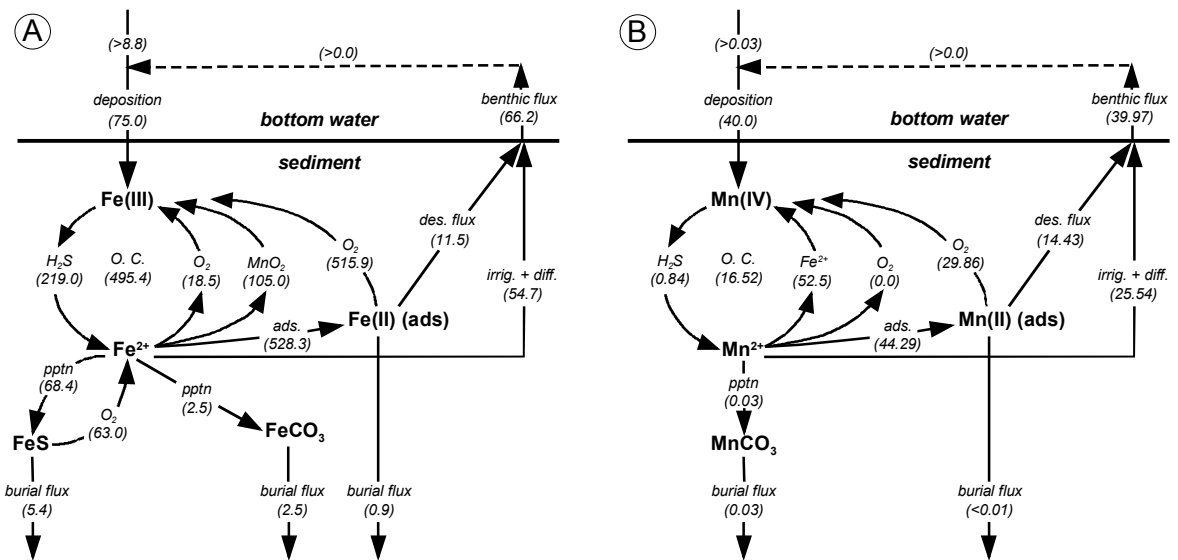 A
(>8.8)
(>0.0)
deposition
(75.0)
benthic flux
(66.2)
bottom water
sediment
Fe(III)
H₂S
(219.0)
O. C.
(495.4)
O₂
(18.5)
MnO₂
(105.0)
O₂
(515.9)
des. flux
(11.5)
irrig. + diff.
(54.7)
Fe(II) (ads)
ads.
(528.3)
Fe²⁺
pptn
(68.4)
O₂
(63.0)
pptn
(2.5)
FeS
FeCO₃
burial flux
(5.4)
burial flux
(2.5)
burial flux
(0.9)
B
(>0.03)
(>0.0)
deposition
(40.0)
benthic flux
(39.97)
bottom water
sediment
Mn(IV)
H₂S
(0.84)
O. C.
(16.52)
Fe²⁺
(52.5)
O₂
(0.0)
O₂
(29.86)
des. flux
(14.43)
irrig. + diff.
(25.54)
Mn(II) (ads)
ads.
(44.29)
Mn²⁺
pptn
(0.03)
MnCO₃
burial flux
(0.03)
burial flux
(<0.01)